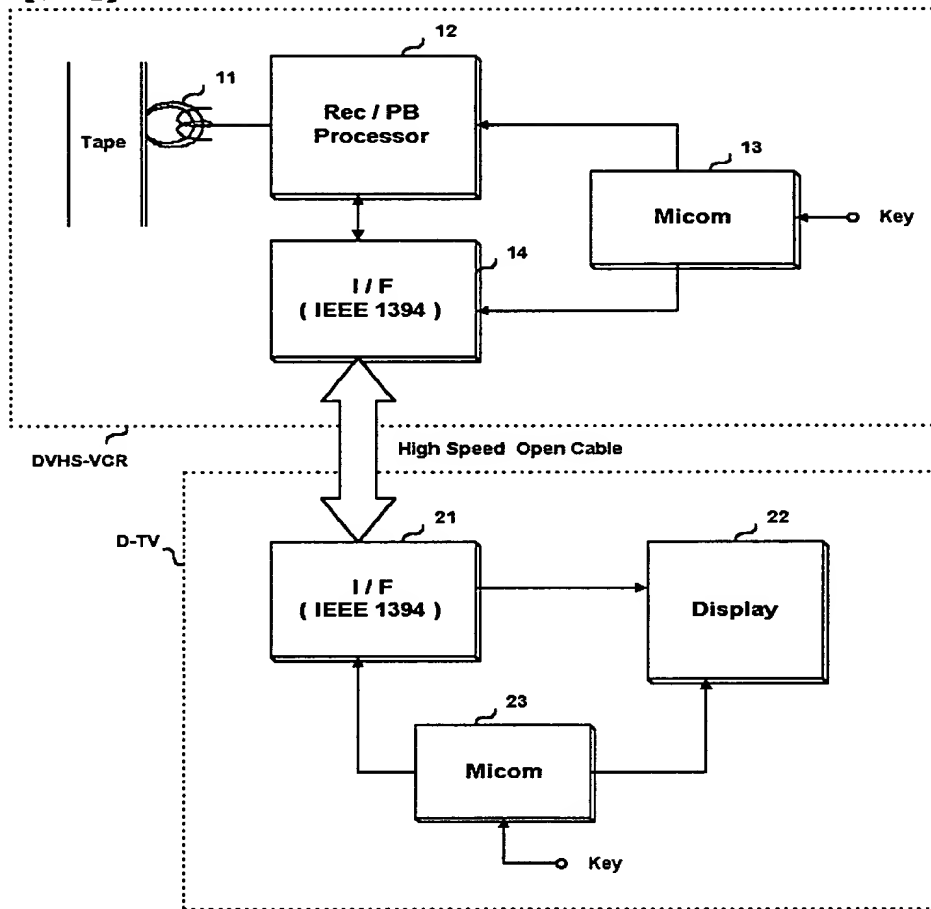 12
11
Rec / PB
Processor
Tape
13
Micom
Key
14
I / F
( IEEE 1394 )
DVHS-VCR
High Speed Open Cable
D-TV
21
22
I / F
( IEEE 1394 )
Display
23
Micom
Key